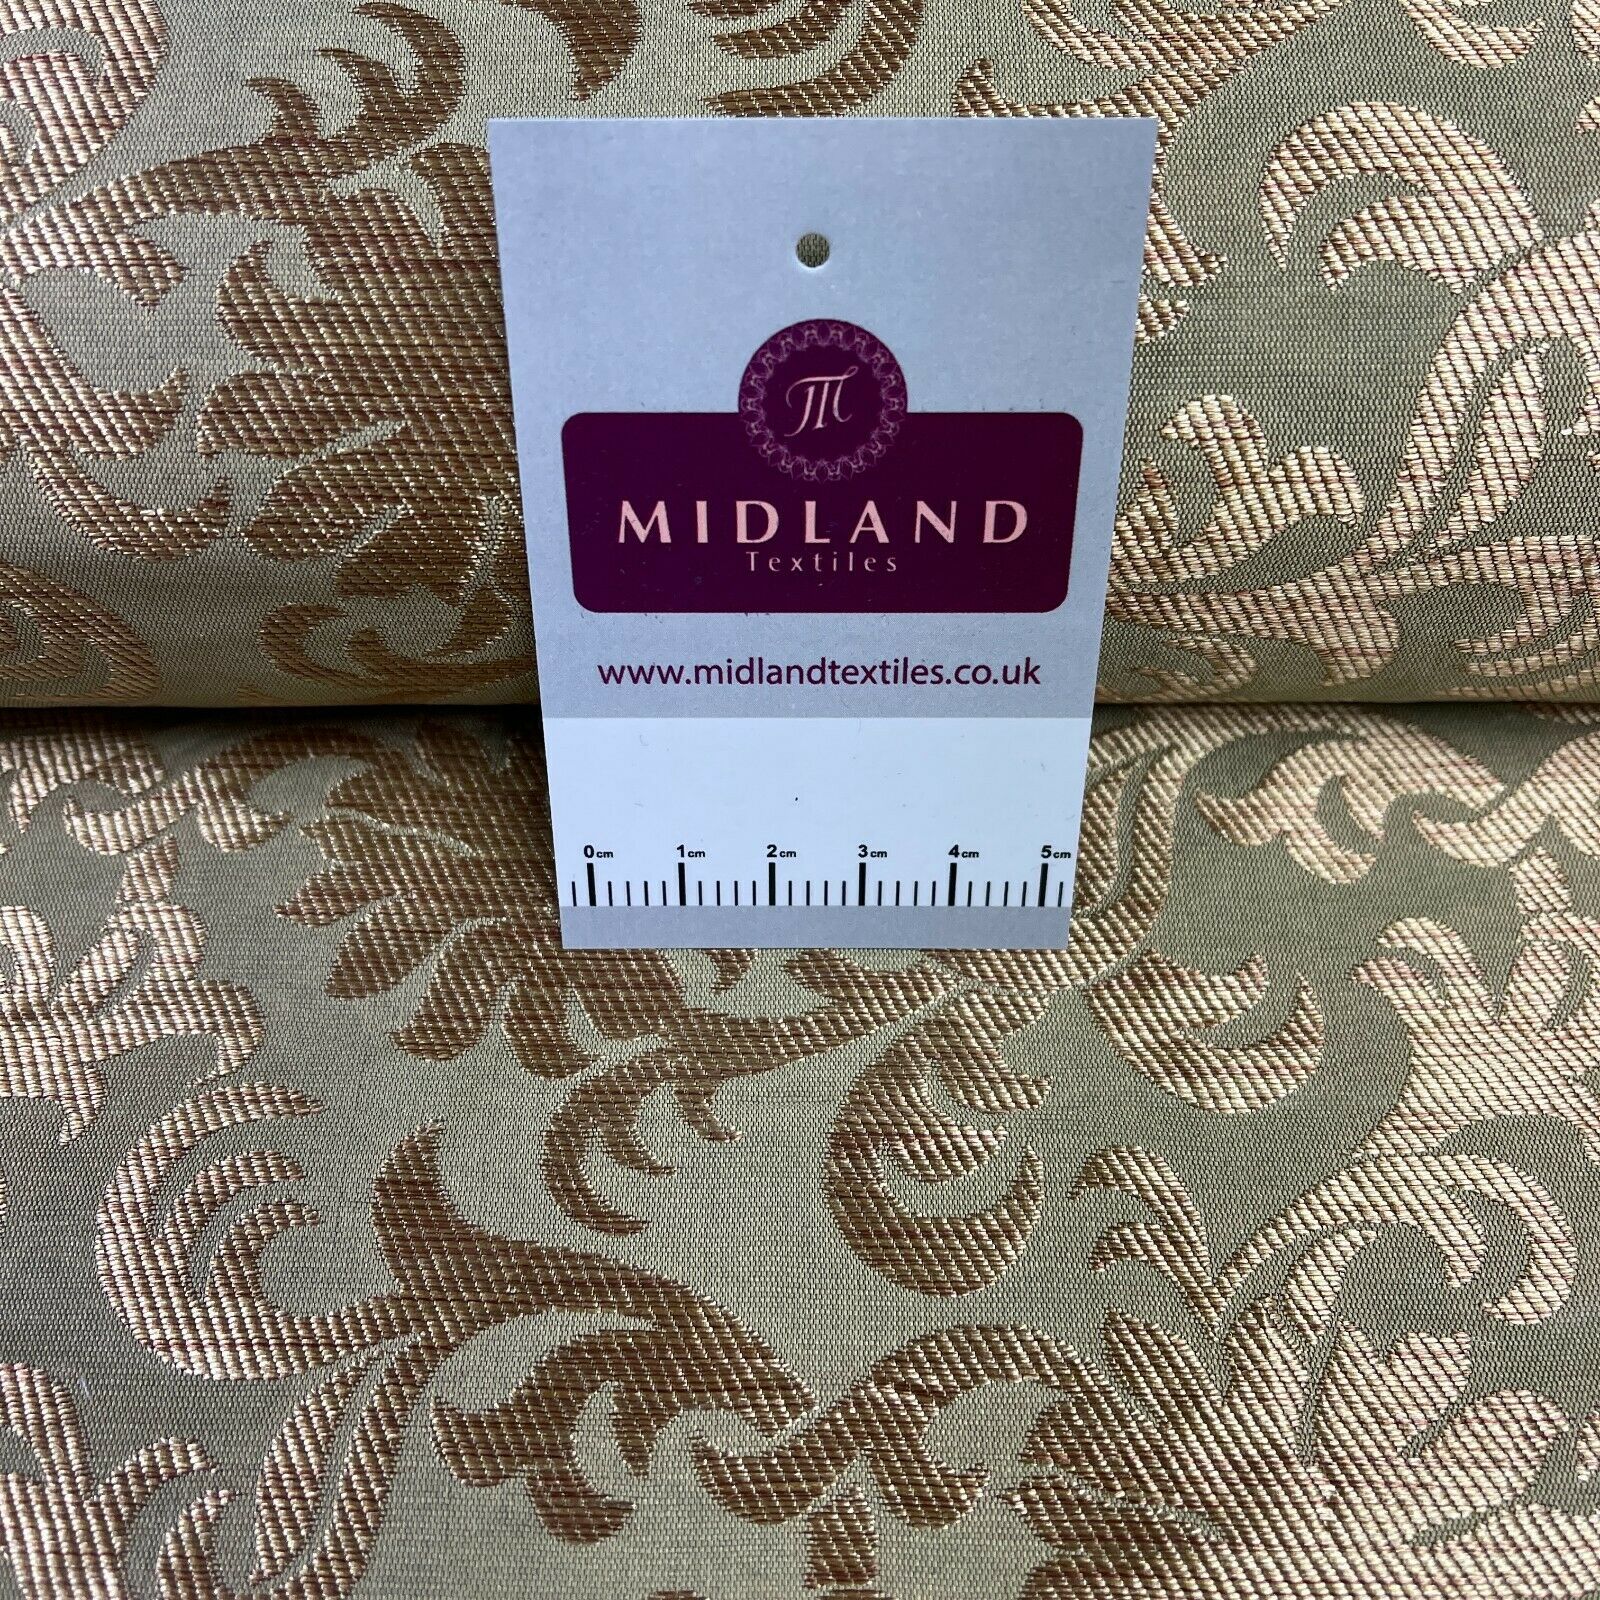 M
MIDLAND
Textiles
www.midlandtextiles.co.uk
0cm 1cm 2cm 3cm 4cm 5cm